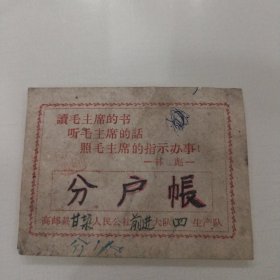 讀毛主席的书
听毛主席的話
照毛主席的指示办事!
—林彪—
分户帳
高邮县甘垛人民公社前进大队四生产队